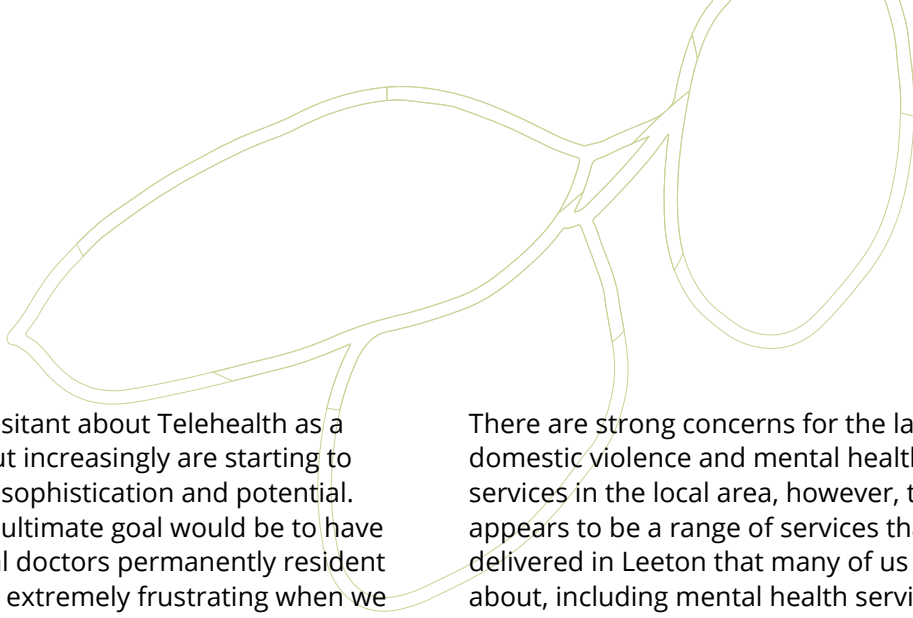 sitant about Telehealth as a
ut increasingly are starting to
sophistication and potential.
ultimate goal would be to have
l doctors permanently resident
extremely frustrating when we
There are strong concerns for the la
domestic violence and mental healt
services in the local area, however, t
appears to be a range of services tha
delivered in Leeton that many of us
about, including mental health servi